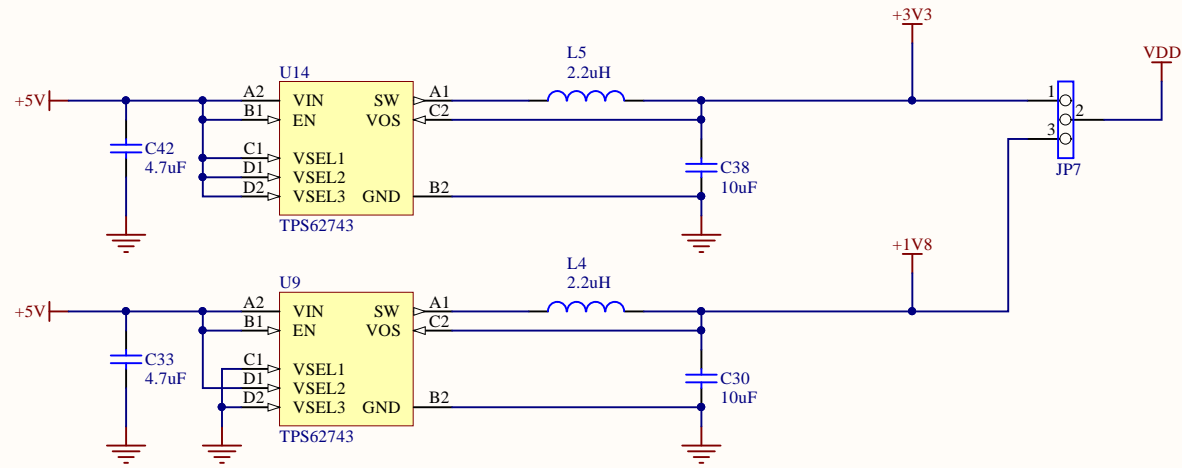 +3V3
VDD
L5
2.2uH
U14
+5V
A2
VIN
SW
A1
B1
EN
VOS
C2
C42
4.7uF
C1
VSEL1
D1
VSEL2
D2
VSEL3
GND
B2
TPS62743
C38
10uF
1
2
3
JP7
+1V8
L4
2.2uH
U9
+5V
A2
VIN
SW
A1
B1
EN
VOS
C2
C33
4.7uF
C1
VSEL1
D1
VSEL2
D2
VSEL3
GND
B2
TPS62743
C30
10uF